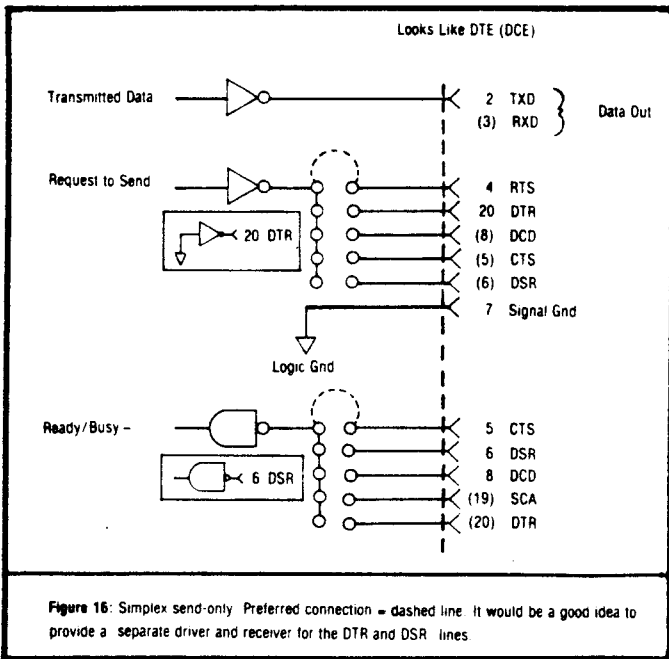 Looks Like DTE (DCE)
Transmitted Data
2 TXD
(3) RXD
Data Out
Request to Send
4 RTS
20 DTR
20 DTR
(8) DCD
(5) CTS
(6) DSR
7 Signal Gnd
Logic Gnd
Ready/Busy –
5 CTS
6 DSR
6 DSR
8 DCD
(19) SCA
(20) DTR
Figure 16: Simplex send-only Preferred connection = dashed line. It would be a good idea to
provide a separate driver and receiver for the DTR and DSR lines